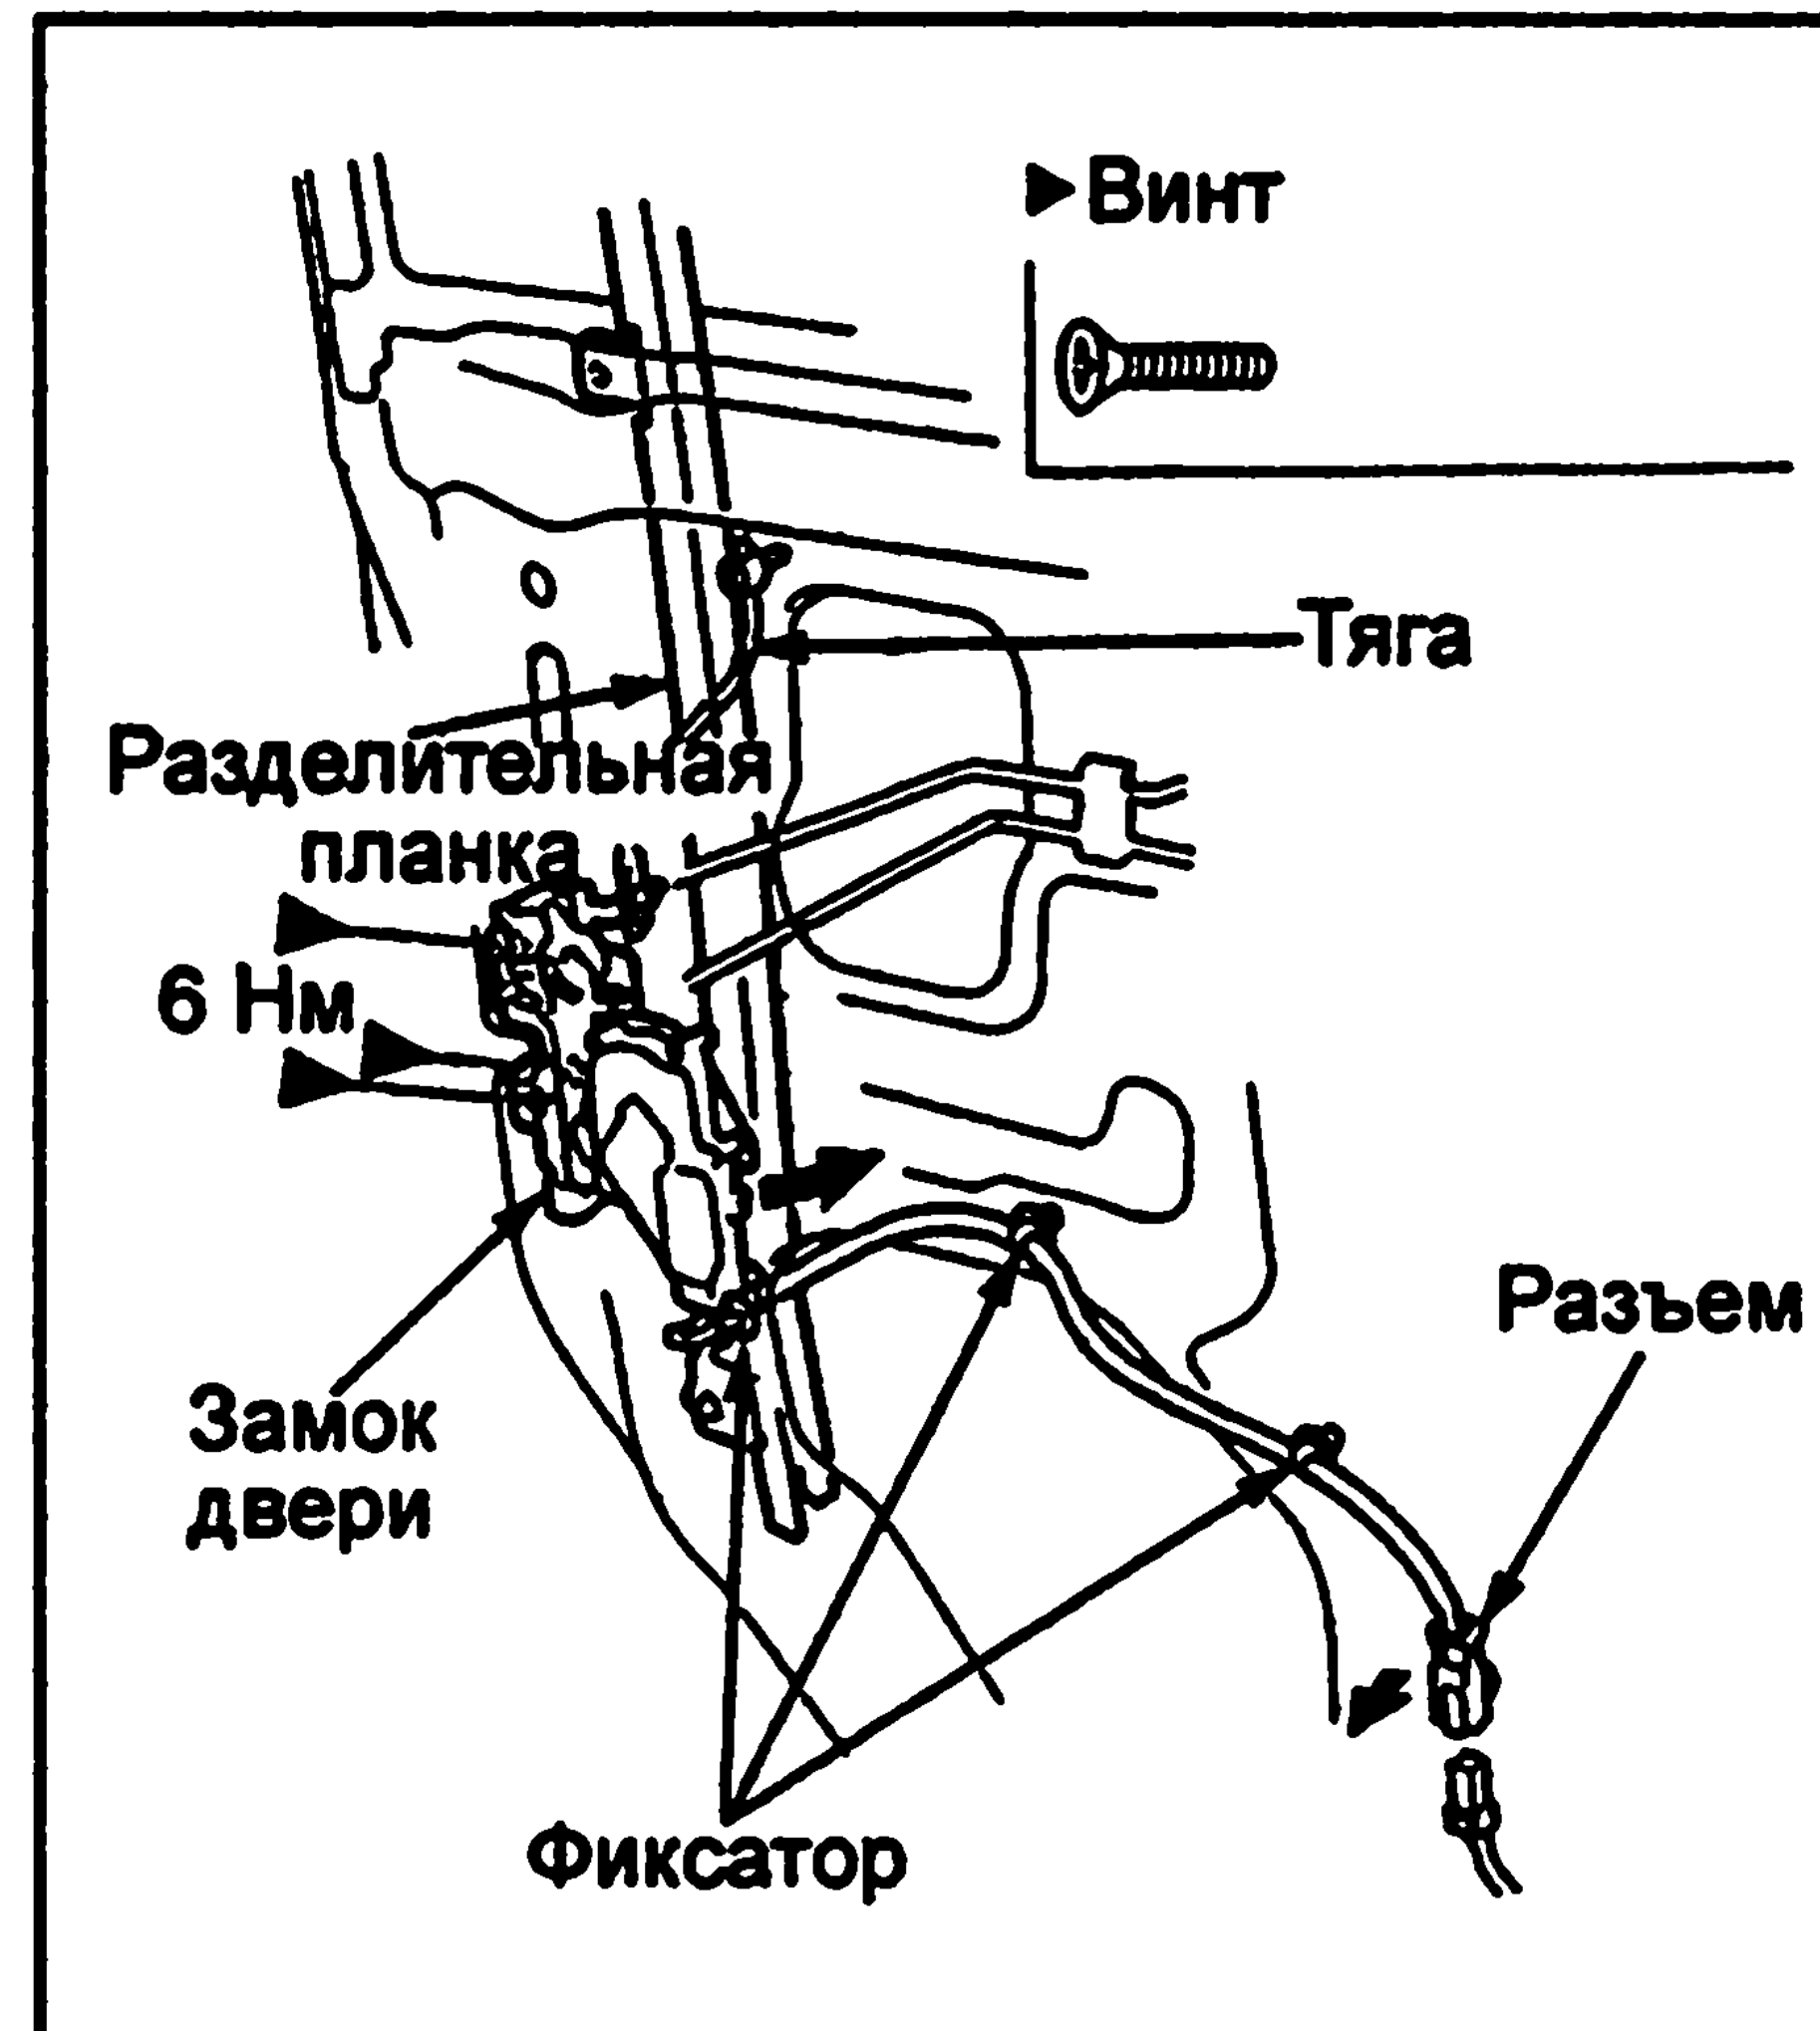 Винт
Тяга
Разделительная
планка
6 Нм
Разъем
Замок
двери
Фиксатор